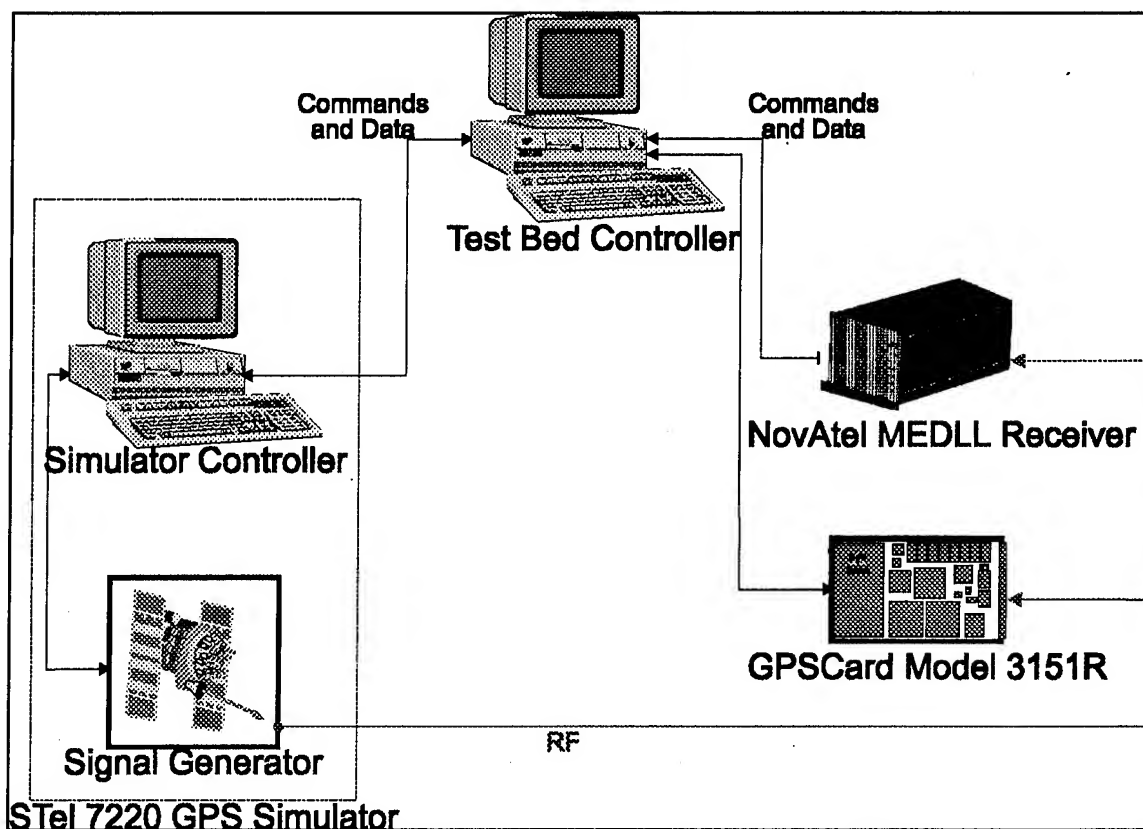 Commands
and Data
Commands
and Data
Test Bed Controller
Simulator Controller
NovAtel MEDLL Receiver
GPSCard Model 3151R
RF
Signal Generator
STel 7220 GPS Simulator